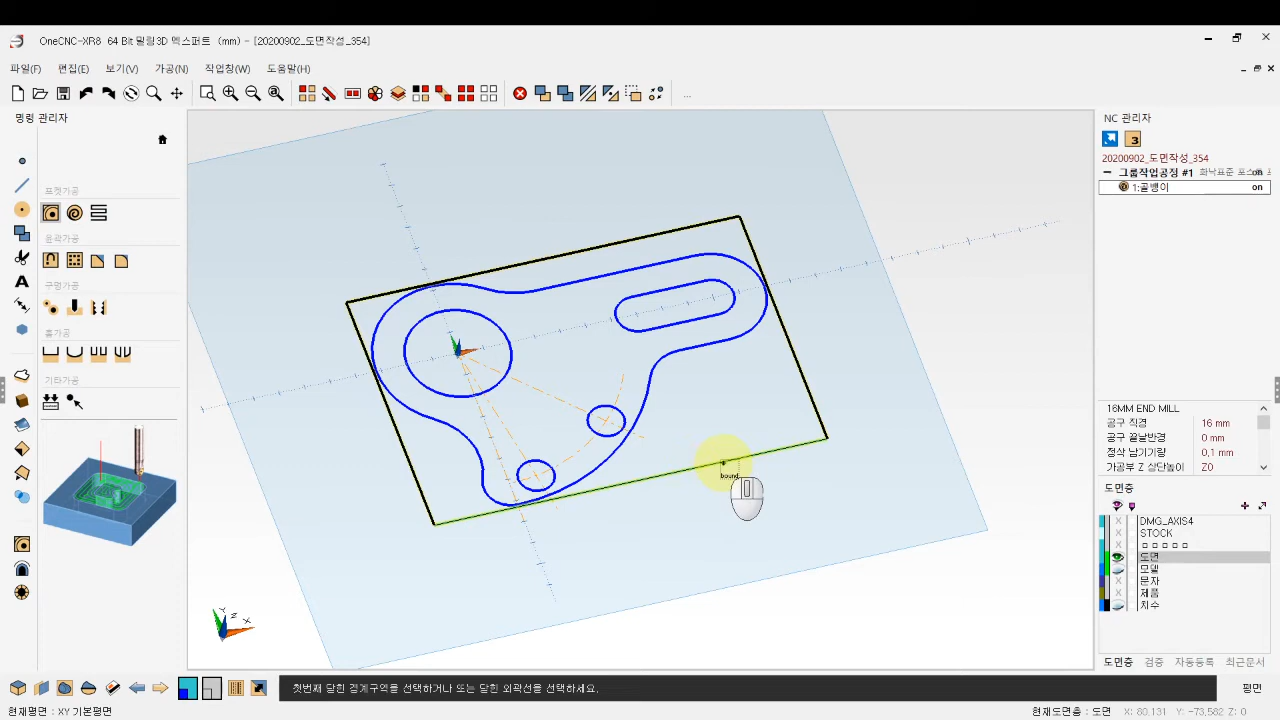 OneCNC-XR8 64 Bit 밀링3D 엑스퍼트 (mm) - [20200902_도면작성_354]
파일(F) 편집(E) 보기(V) 가공(N) 작업창(W) 도움말(H)
명령 관리자
포켓가공
윤곽가공
구멍가공
홈가공
기타가공
bound
Y
Z
X
NC 관리자
20200902_도면작성_354
그룹작업공정 #1
on
1:골뱅이 on
16MM END MILL
공구 직경 16 mm
공구 끝날반경 0 mm
정삭 남기기량 0,1 mm
가공부 Z 상단높이 Z0
도면층
DMG_AXIS4
STOCK
ㅁㅁㅁㅁㅁ
도면
모델
문자
제품
치수
도면층 검증 자동등록 최근문서
첫번째 닫힌 경계구역을 선택하거나 또는 닫힌 외곽선을 선택하세요.
평면
현재평면 : XY 기본평면
현재도면층 : 도면 X: 80,131 Y: -73,582 Z: 0